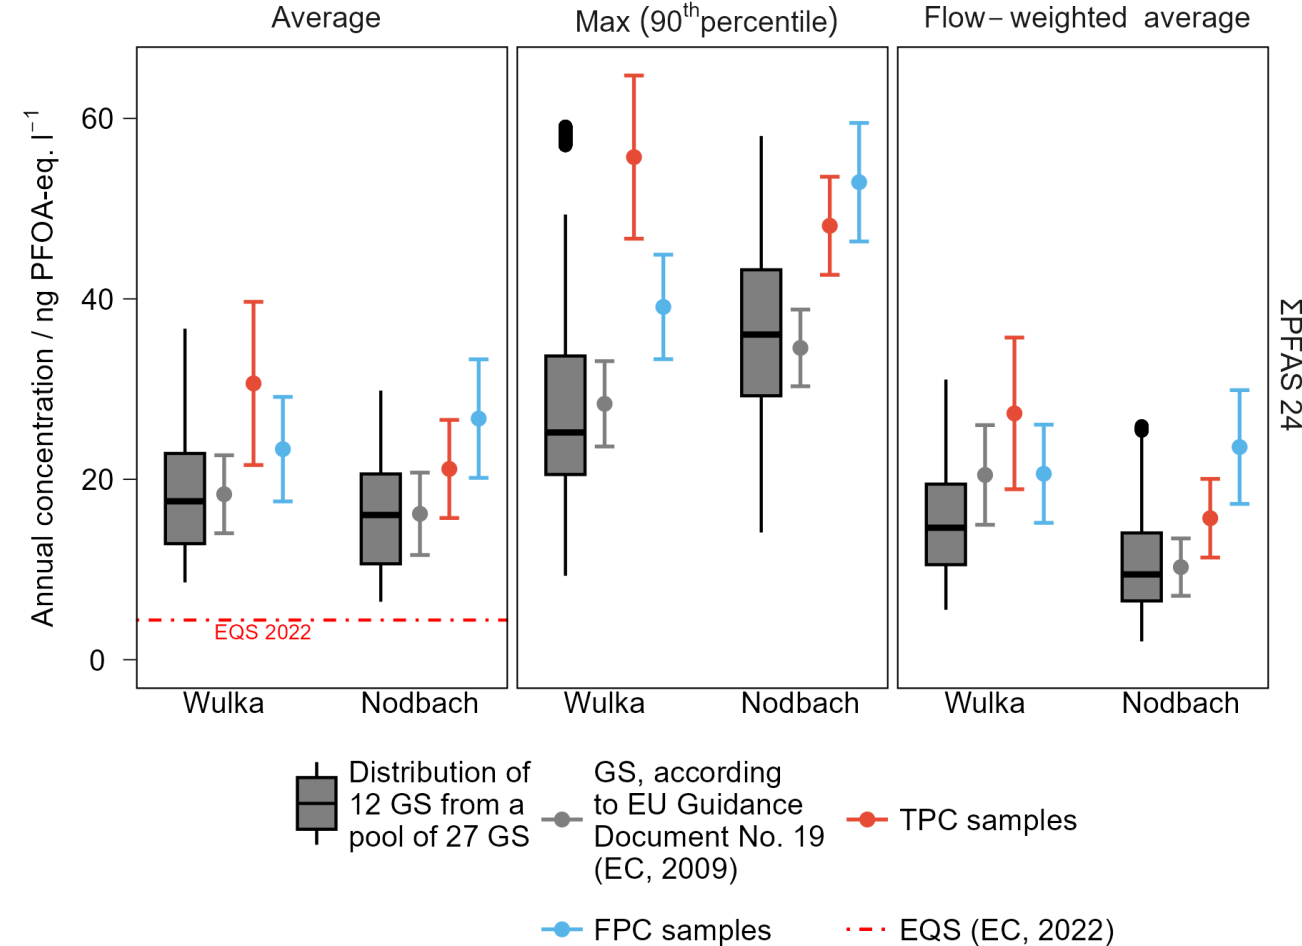 Average
Max (90th percentile)
Flow– weighted average
Annual concentration / ng PFOA-eq. l−1
60
40
20
0
EQS 2022
ΣPFAS 24
Wulka
Nodbach
Wulka
Nodbach
Wulka
Nodbach
Distribution of
12 GS from a
pool of 27 GS
GS, according
to EU Guidance
Document No. 19
(EC, 2009)
TPC samples
FPC samples
EQS (EC, 2022)